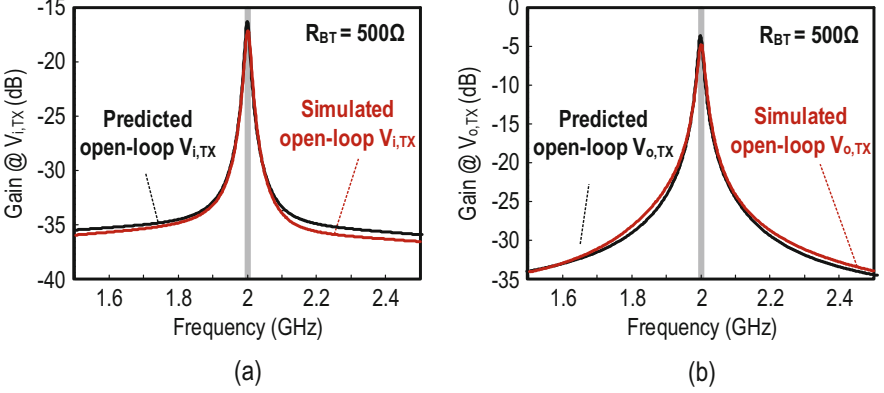 -15
-20
-25
-30
-35
-40
Gain @ Vi,TX (dB)
RBT = 500Ω
Predicted
open-loop Vi,TX
Simulated
open-loop Vi,TX
1.6
1.8
2
2.2
2.4
Frequency (GHz)
(a)
0
-5
-10
-15
-20
-25
-30
-35
Gain @ Vo,TX (dB)
RBT = 500Ω
Predicted
open-loop Vo,TX
Simulated
open-loop Vo,TX
1.6
1.8
2
2.2
2.4
Frequency (GHz)
(b)